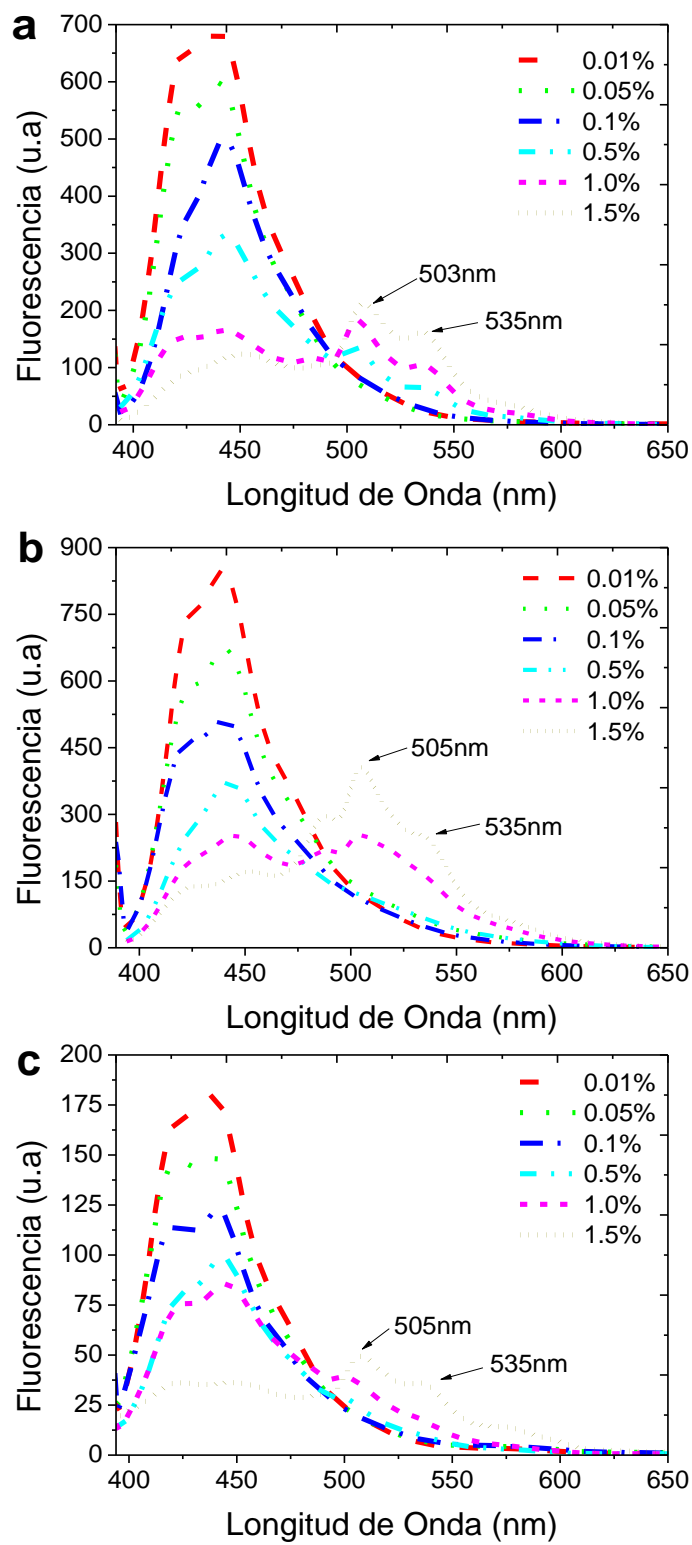 a
700
600
500
400
300
200
100
0
Fluorescencia (u.a)
0.01%
0.05%
0.1%
0.5%
1.0%
1.5%
503nm
535nm
400 450 500 550 600 650
Longitud de Onda (nm)
b
900
750
600
450
300
150
0
Fluorescencia (u.a)
0.01%
0.05%
0.1%
0.5%
1.0%
1.5%
505nm
535nm
400 450 500 550 600 650
Longitud de Onda (nm)
c
200
175
150
125
100
75
50
25
0
Fluorescencia (u.a)
0.01%
0.05%
0.1%
0.5%
1.0%
1.5%
505nm
535nm
400 450 500 550 600 650
Longitud de Onda (nm)